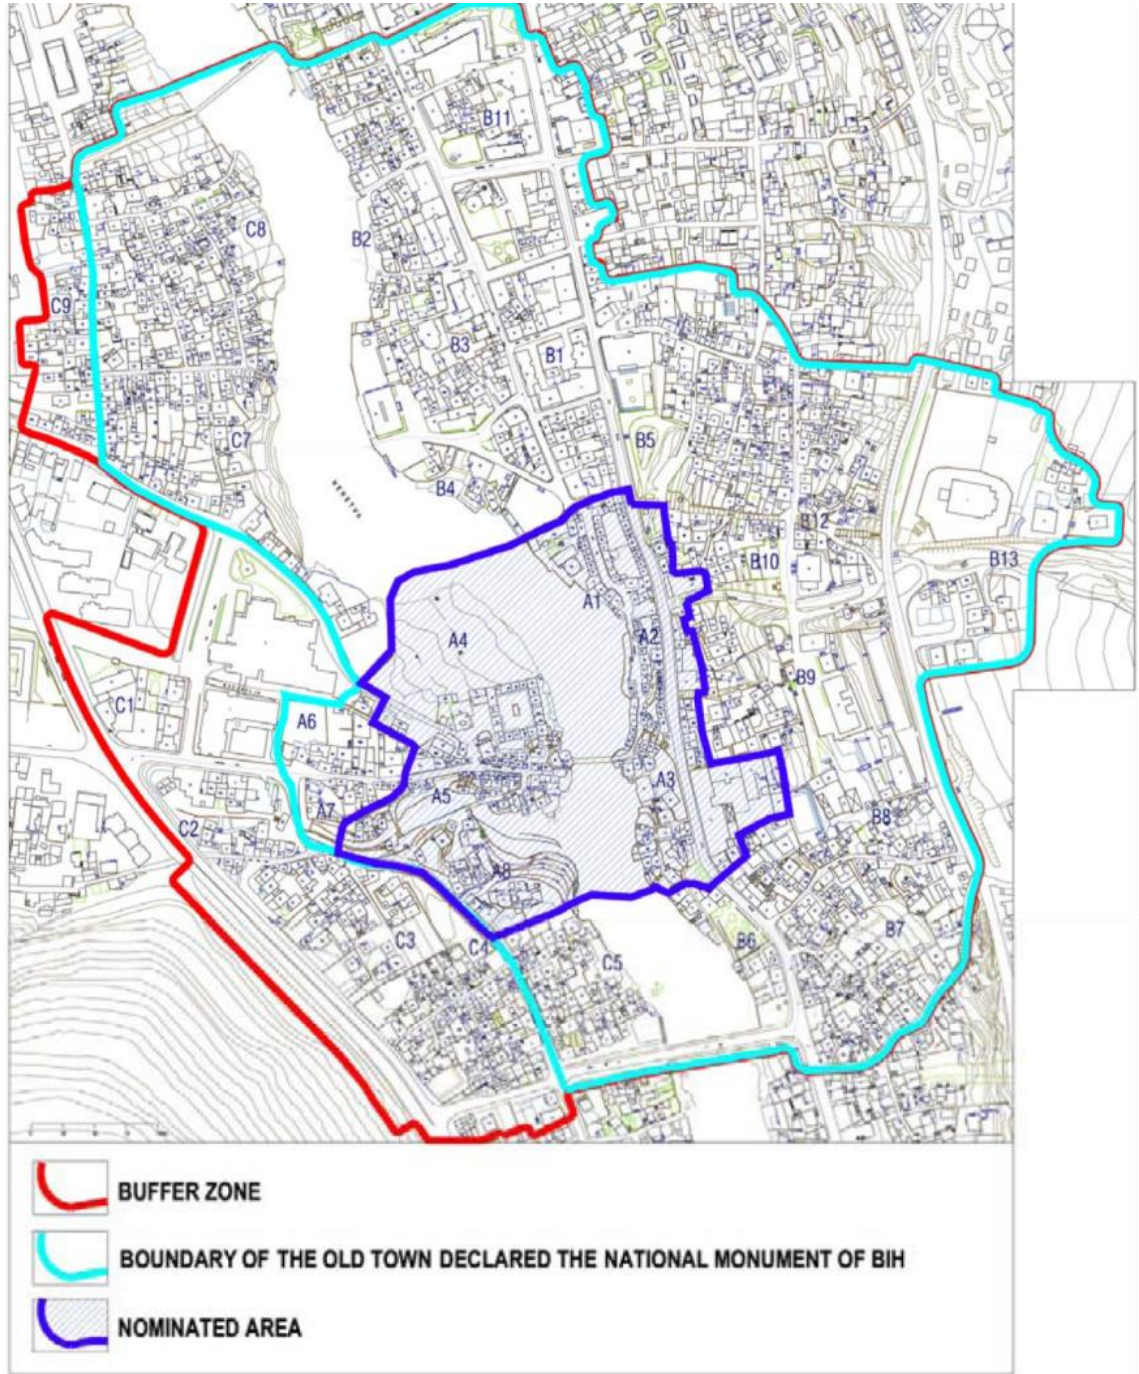 B11
C8
B2
C9
B3
B1
C7
B5
B4
NERETVA
B12
B10
B13
A1
A2
A4
B9
C1
A6
A3
A5
A7
B8
C2
A8
B7
B6
C3
C4
C5
BUFFER ZONE
BOUNDARY OF THE OLD TOWN DECLARED THE NATIONAL MONUMENT OF BIH
NOMINATED AREA